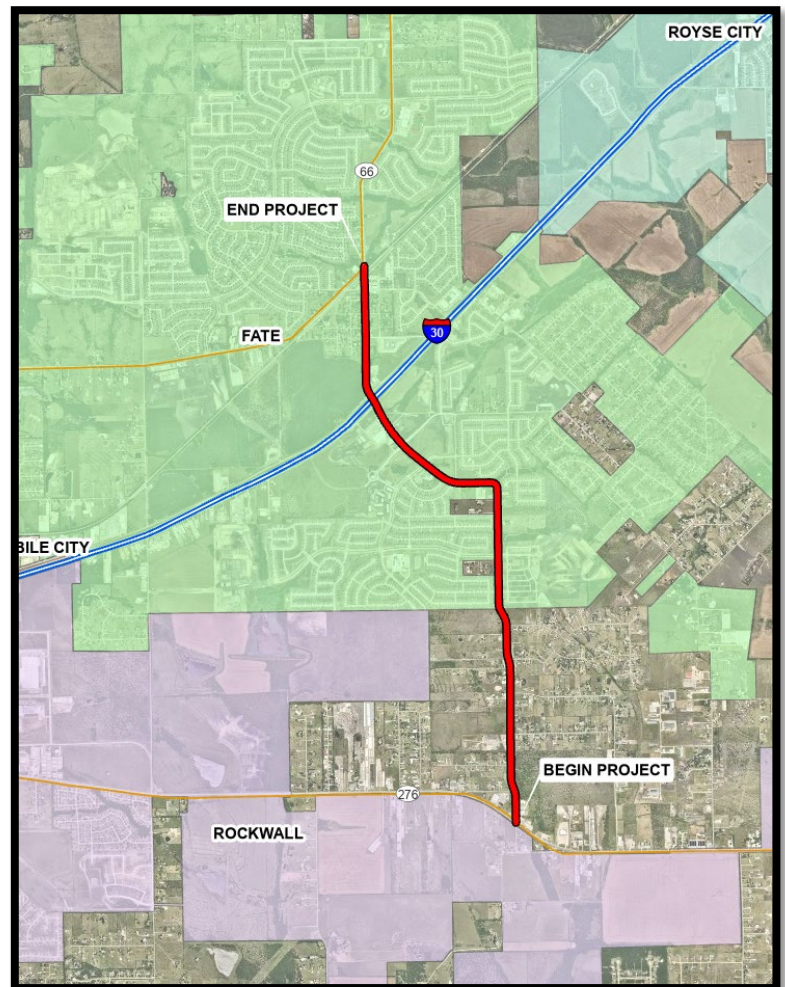 ROYSE CITY
66
END PROJECT
FATE
30
BILE CITY
BEGIN PROJECT
276
ROCKWALL